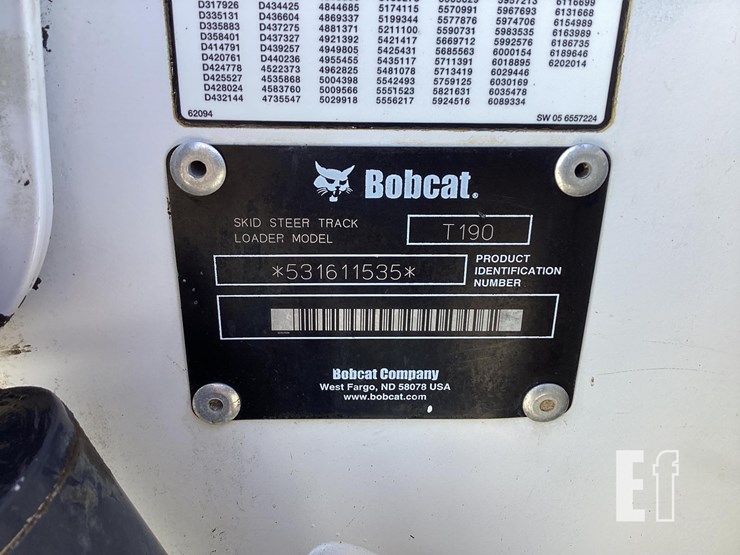 D317926 D434425 4844685 5174115 5570991 5967693 6131668
D335131 D436604 4869337 5199344 5577876 5974706 6154989
D335883 D437275 4881371 5211100 5590731 5983535 6163989
D358401 D437327 4921392 5421417 5669712 5992576 6186735
D414791 D439257 4949805 5425431 5685563 6000154 6189646
D420761 D440236 4955455 5435117 5711391 6018895 6202014
D424778 4522373 4962825 5481078 5713419 6029446
D425527 4535868 5004398 5542493 5759125 6030169
D428024 4583760 5009566 5551523 5821631 6035478
D432144 4735547 5029918 5556217 5924516 6089334
62094 SW 05 6557224
Bobcat®
SKID STEER TRACK
LOADER MODEL
T190
*531611535*
PRODUCT
IDENTIFICATION
NUMBER
Bobcat Company
West Fargo, ND 58078 USA
www.bobcat.com
Ef